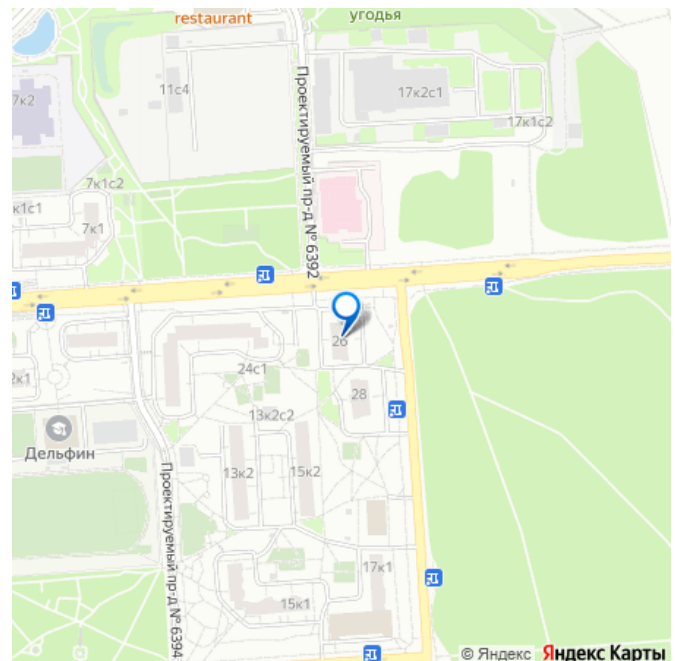 restaurant
угодья
11с4
17к2с1
7к2
17к1с2
7к1с2
к1с1
7к1
Проектируемый пр-д № 6392
26
24с1
2к1
28
13к2с2
Дельфин
13к2
15к2
Проектируемый пр-д № 6394
17к1
15к1
© Яндекс Яндекс Карты